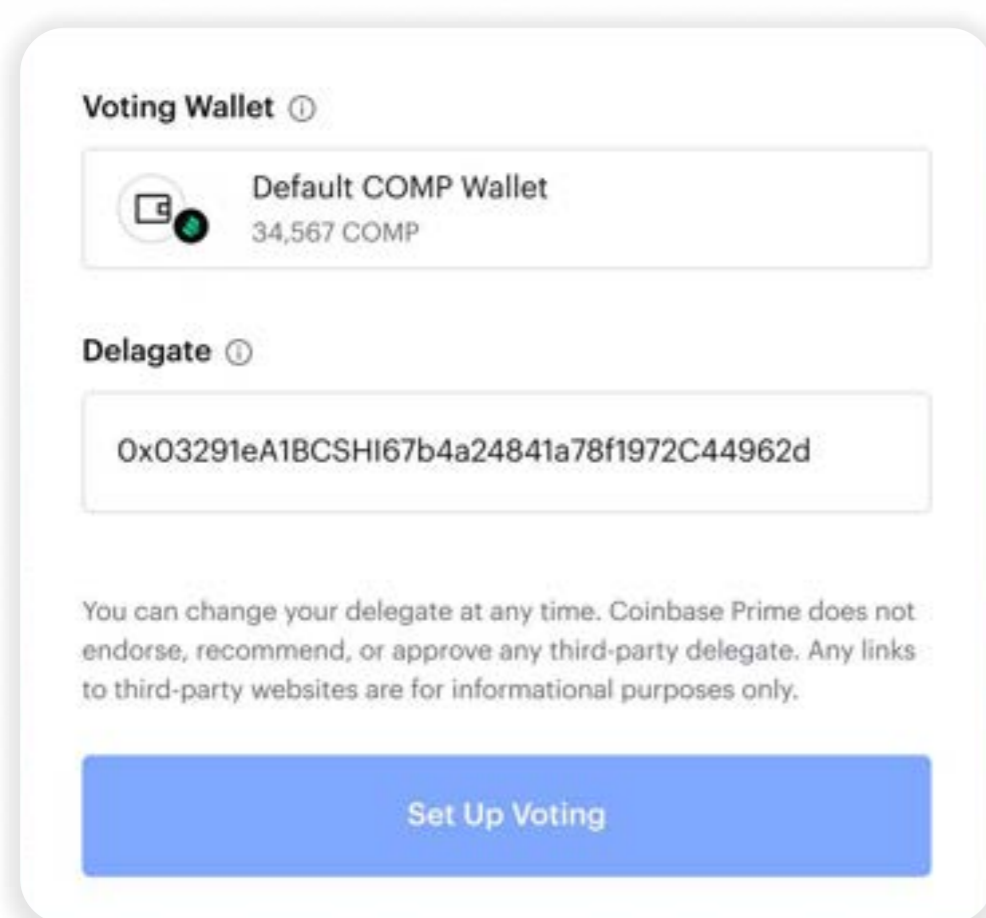 Voting Wallet
Default COMP Wallet
34,567 COMP
Delagate
0x03291eA1BCSHI67b4a24841a78f1972C44962d
You can change your delegate at any time. Coinbase Prime does not
endorse, recommend, or approve any third-party delegate. Any links
to third-party websites are for informational purposes only.
Set Up Voting